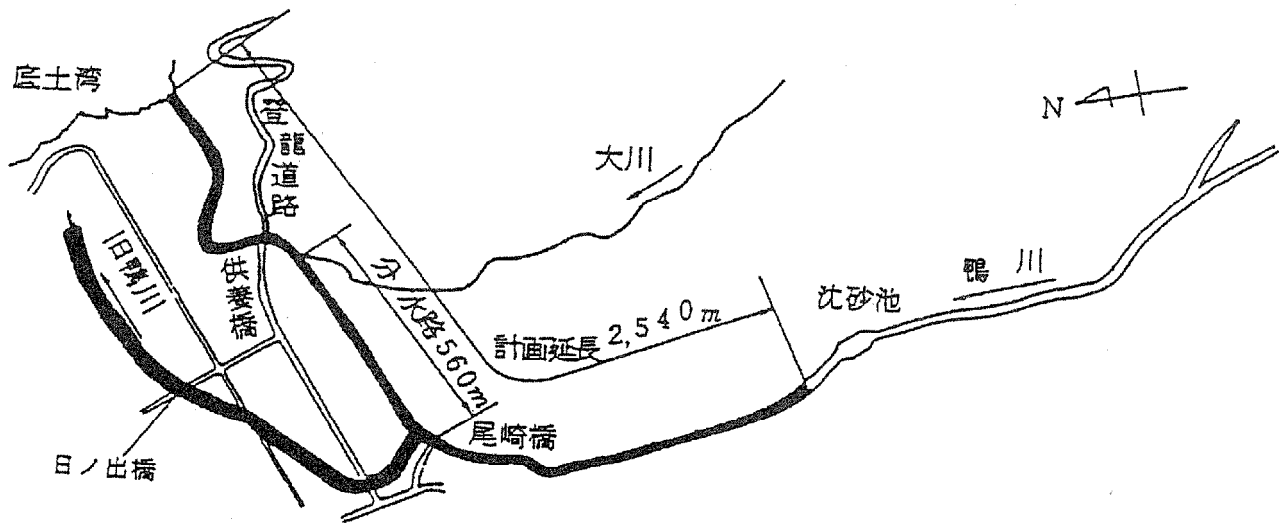 底土湾
登龍道路
大川
N
旧鴨川
供養橋
分水路560m
計画延長2,540m
沈砂池
鴨川
尾崎橋
日ノ出橋